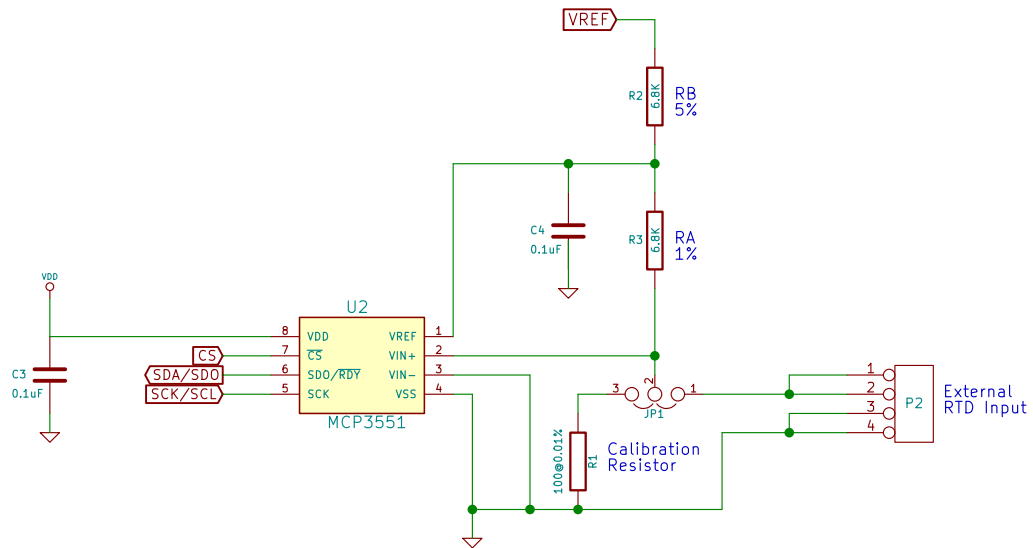 VREF
R2
6.8K
RB
5%
C4
0.1uF
R3
6.8K
RA
1%
VDD
C3
0.1uF
U2
8
7
6
5
VDD
CS
SDO/RDY
SCK
VREF
VIN+
VIN-
VSS
1
2
3
4
MCP3551
CS
SDA/SDO
SCK/SCL
3
2
1
JP1
100@0.01%
R1
Calibration
Resistor
1
2
3
4
P2
External
RTD Input